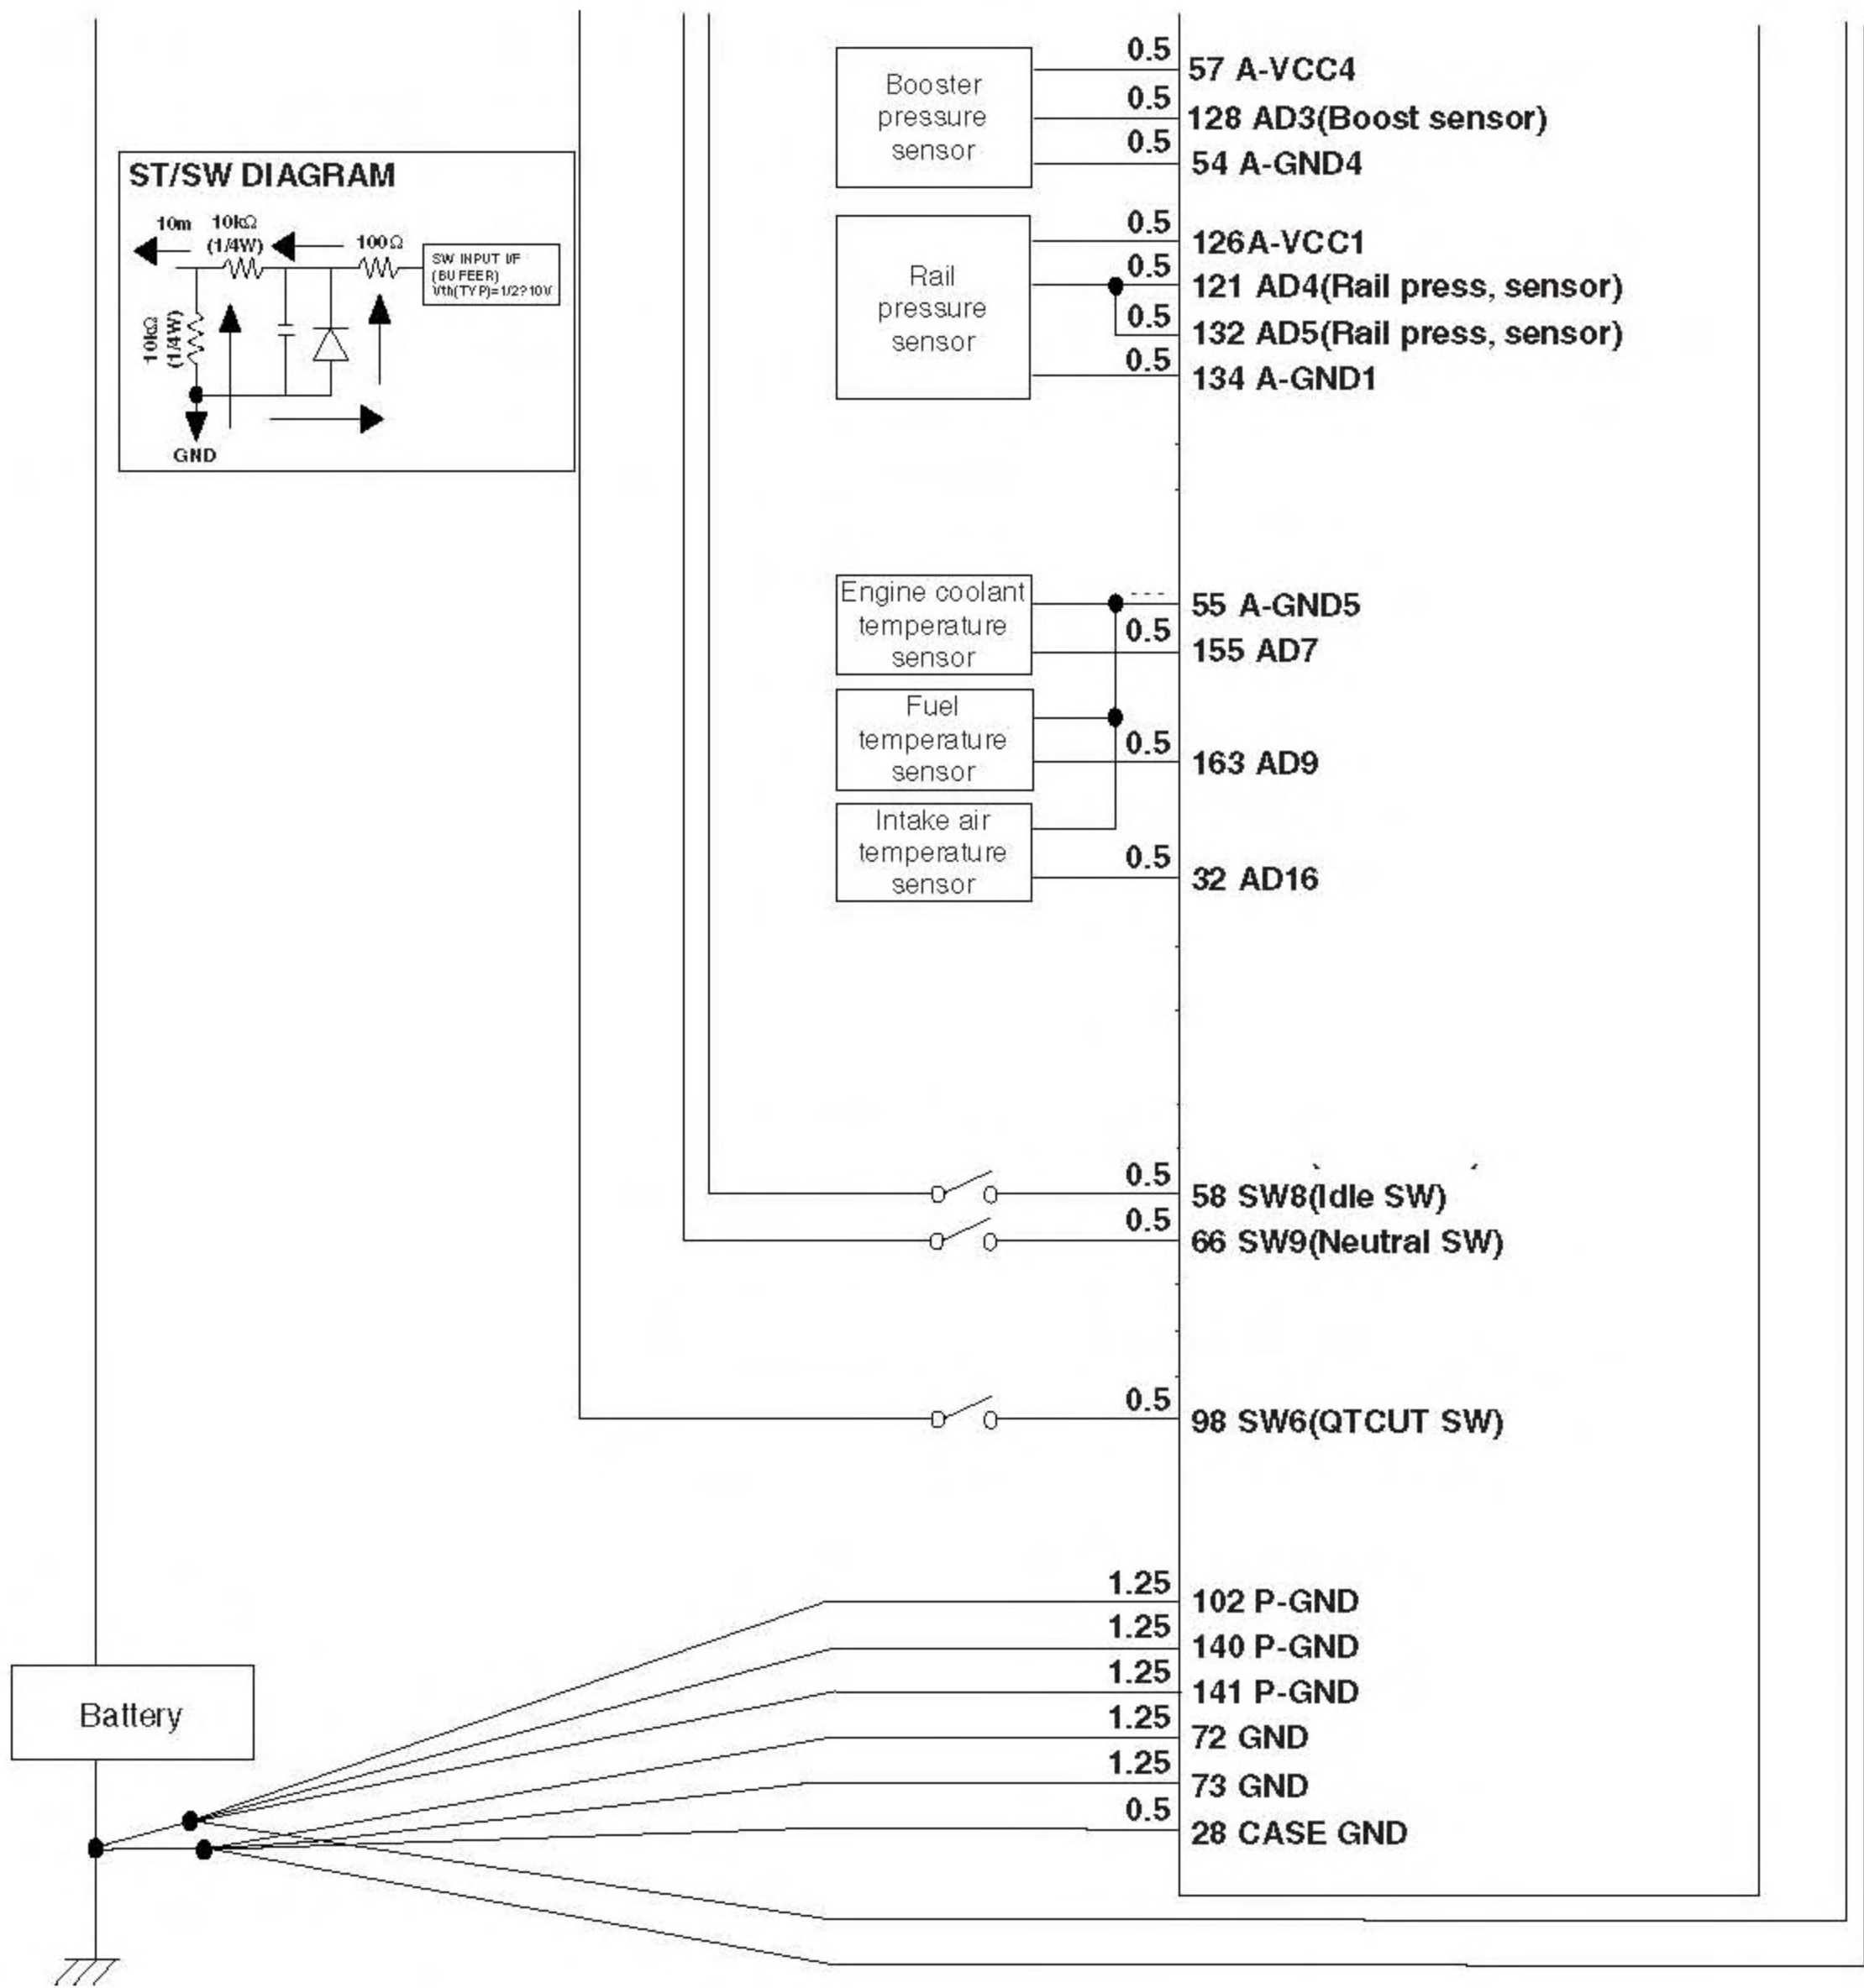 0.5
57 A-VCC4
Booster
pressure
sensor
0.5
128 AD3(Boost sensor)
0.5
54 A-GND4
ST/SW DIAGRAM
10m
10kΩ
(1/4W)
100Ω
SW INPUT I/F
(BUFEER)
Vth(TYP)=1/2?10V
10kΩ
(1/4W)
GND
Rail
pressure
sensor
0.5
126A-VCC1
0.5
121 AD4(Rail press, sensor)
0.5
132 AD5(Rail press, sensor)
0.5
134 A-GND1
Engine coolant
temperature
sensor
55 A-GND5
0.5
155 AD7
Fuel
temperature
sensor
0.5
163 AD9
Intake air
temperature
sensor
0.5
32 AD16
0.5
58 SW8(Idle SW)
0.5
66 SW9(Neutral SW)
0.5
98 SW6(QTCUT SW)
1.25
102 P-GND
1.25
140 P-GND
1.25
141 P-GND
1.25
72 GND
1.25
73 GND
0.5
28 CASE GND
Battery